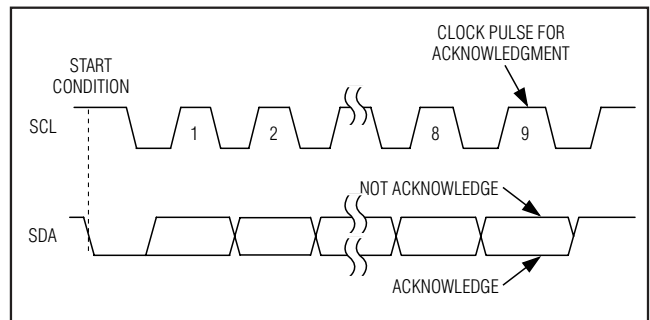 CLOCK PULSE FOR
ACKNOWLEDGMENT
START
CONDITION
SCL
1
2
8
9
NOT ACKNOWLEDGE
SDA
ACKNOWLEDGE